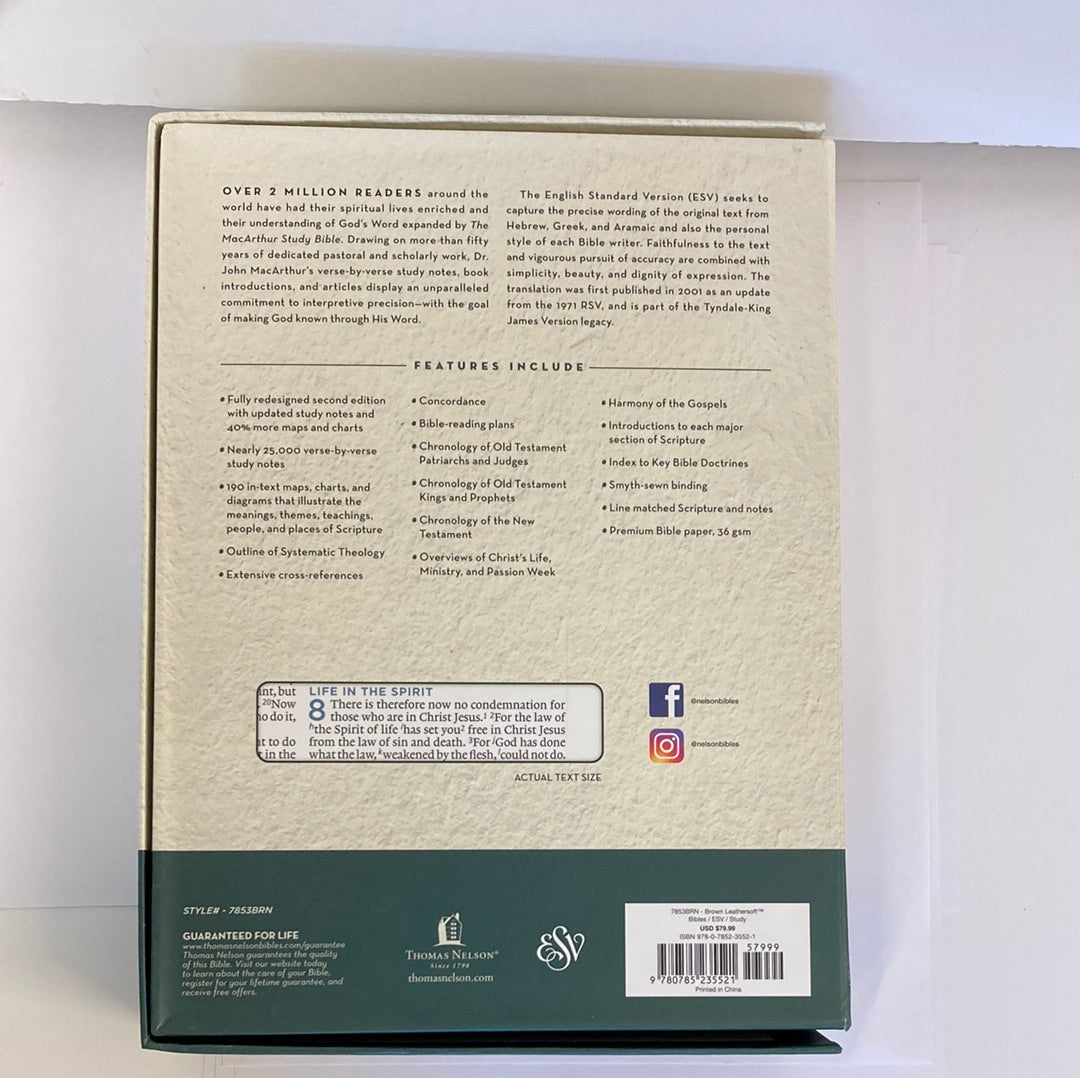 OVER 2 MILLION READERS around the
world have had their spiritual lives enriched and
their understanding of God's Word expanded by The
MacArthur Study Bible. Drawing on more than fifty
years of dedicated pastoral and scholarly work, Dr.
John MacArthur's verse-by-verse study notes, book
introductions, and articles display an unparalleled
commitment to interpretive precision—with the goal
of making God known through His Word.
The English Standard Version (ESV) seeks to
capture the precise wording of the original text from
Hebrew, Greek, and Aramaic and also the personal
style of each Bible writer. Faithfulness to the text
and vigourous pursuit of accuracy are combined with
simplicity, beauty, and dignity of expression. The
translation was first published in 2001 as an update
from the 1971 RSV, and is part of the Tyndale-King
James Version legacy.
FEATURES INCLUDE
• Fully redesigned second edition
with updated study notes and
40% more maps and charts
• Nearly 25,000 verse-by-verse
study notes
• 190 in-text maps, charts, and
diagrams that illustrate the
meanings, themes, teachings,
people, and places of Scripture
• Outline of Systematic Theology
• Extensive cross-references
• Concordance
• Bible-reading plans
• Chronology of Old Testament
Patriarchs and Judges
• Chronology of Old Testament
Kings and Prophets
• Chronology of the New
Testament
• Overviews of Christ's Life,
Ministry, and Passion Week
• Harmony of the Gospels
• Introductions to each major
section of Scripture
• Index to Key Bible Doctrines
• Smyth-sewn binding
• Line matched Scripture and notes
• Premium Bible paper, 36 gsm
nt, but
20Now
o do it,
t to do
in the
LIFE IN THE SPIRIT
8 There is therefore now no condemnation for
those who are in Christ Jesus.1 2For the law of
hthe Spirit of life ihas set you2 free in Christ Jesus
from the law of sin and death. 3For jGod has done
what the law, kweakened by the flesh, lcould not do.
ACTUAL TEXT SIZE
@nelsonbibles
@nelsonbibles
STYLE# - 7853BRN
GUARANTEED FOR LIFE
www.thomasnelsonbibles.com/guarantee
Thomas Nelson guarantees the quality
of this Bible. Visit our website today
to learn about the care of your Bible,
register for your lifetime guarantee, and
receive free offers.
THOMAS NELSON®
Since 1798
thomasnelson.com
ESV
7853BRN - Brown Leathersoft™
Bibles / ESV / Study
USD $79.99
ISBN 978-0-7852-3552-1
57999
9 780785 235521
Printed in China